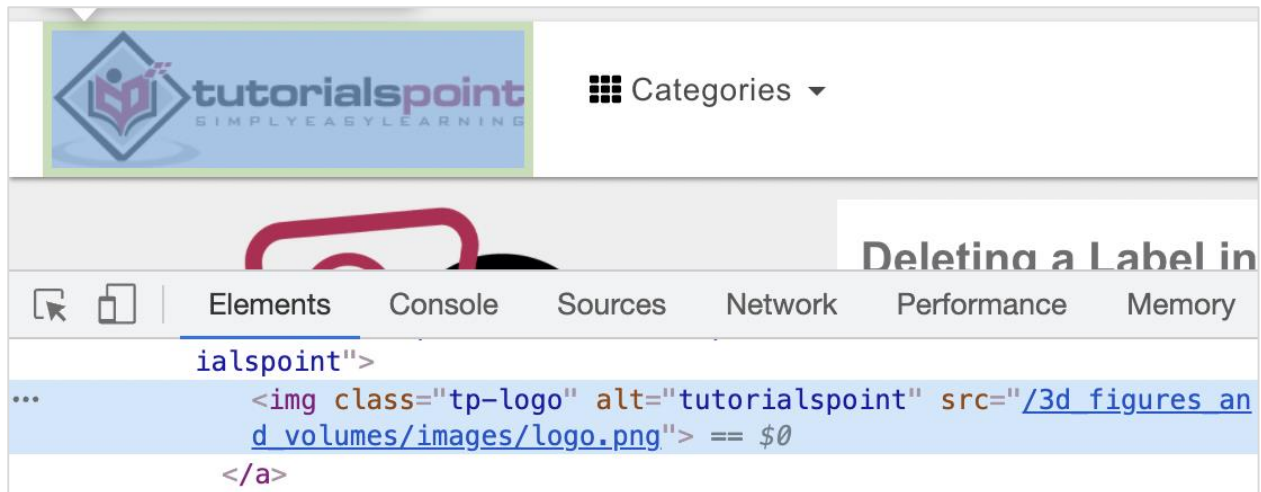 tutorialspoint
SIMPLYEASYLEARNING
Categories
Deleting a Label in
Elements Console Sources Network Performance Memory
ialspoint">
... <img class="tp-logo" alt="tutorialspoint" src="/3d_figures_an
d_volumes/images/logo.png"> == $0
</a>